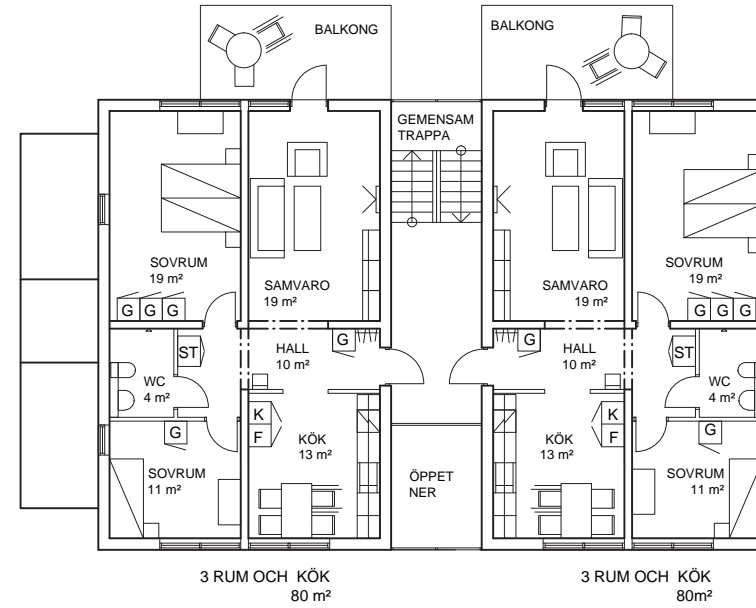 BALKONG
BALKONG
GEMENSAM
TRAPPA
SOVRUM
19 m²
SAMVARO
19 m²
SAMVARO
19 m²
SOVRUM
19 m²
G G G
G G G
ST
HALL
10 m²
G
G
HALL
10 m²
ST
WC
4 m²
WC
4 m²
K
F
K
F
G
G
KÖK
13 m²
KÖK
13 m²
SOVRUM
11 m²
ÖPPET
NER
SOVRUM
11 m²
3 RUM OCH KÖK
80 m²
3 RUM OCH KÖK
80m²